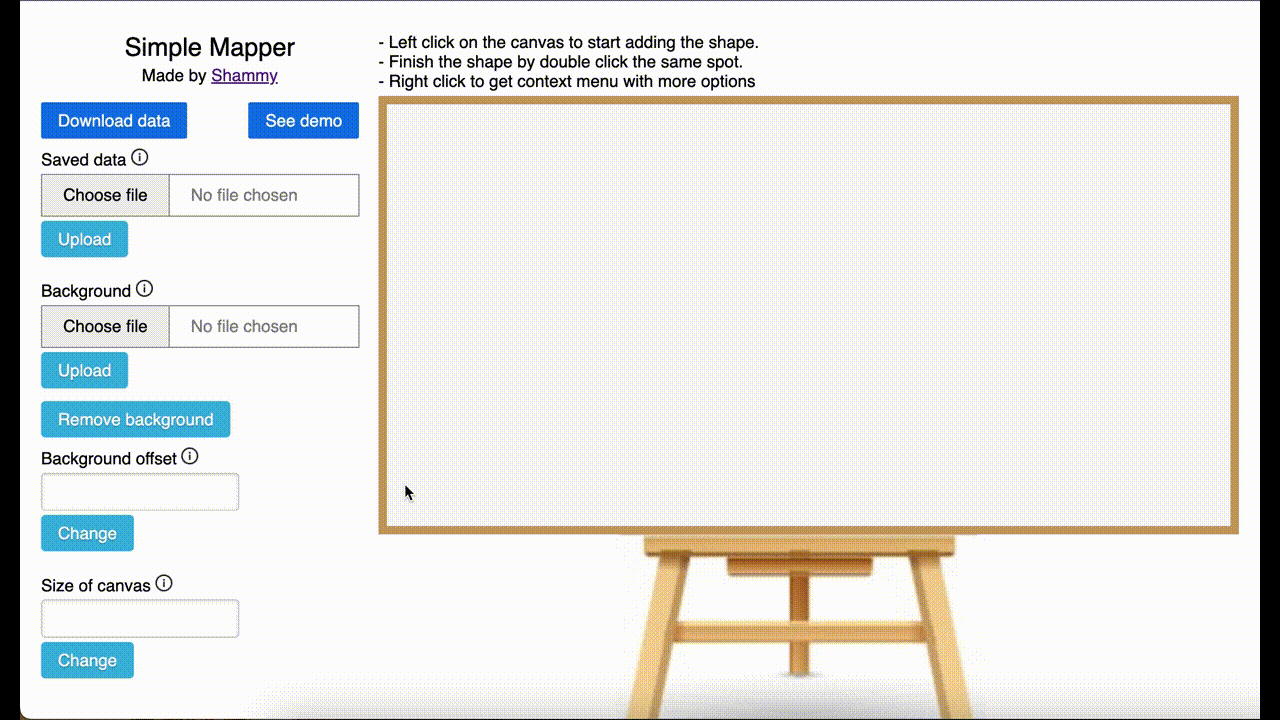 Simple Mapper
Made by Shammy
Download data
See demo
Saved data
Choose file
No file chosen
Upload
Background
Choose file
No file chosen
Upload
Remove background
Background offset
Change
Size of canvas
Change
- Left click on the canvas to start adding the shape.
- Finish the shape by double click the same spot.
- Right click to get context menu with more options